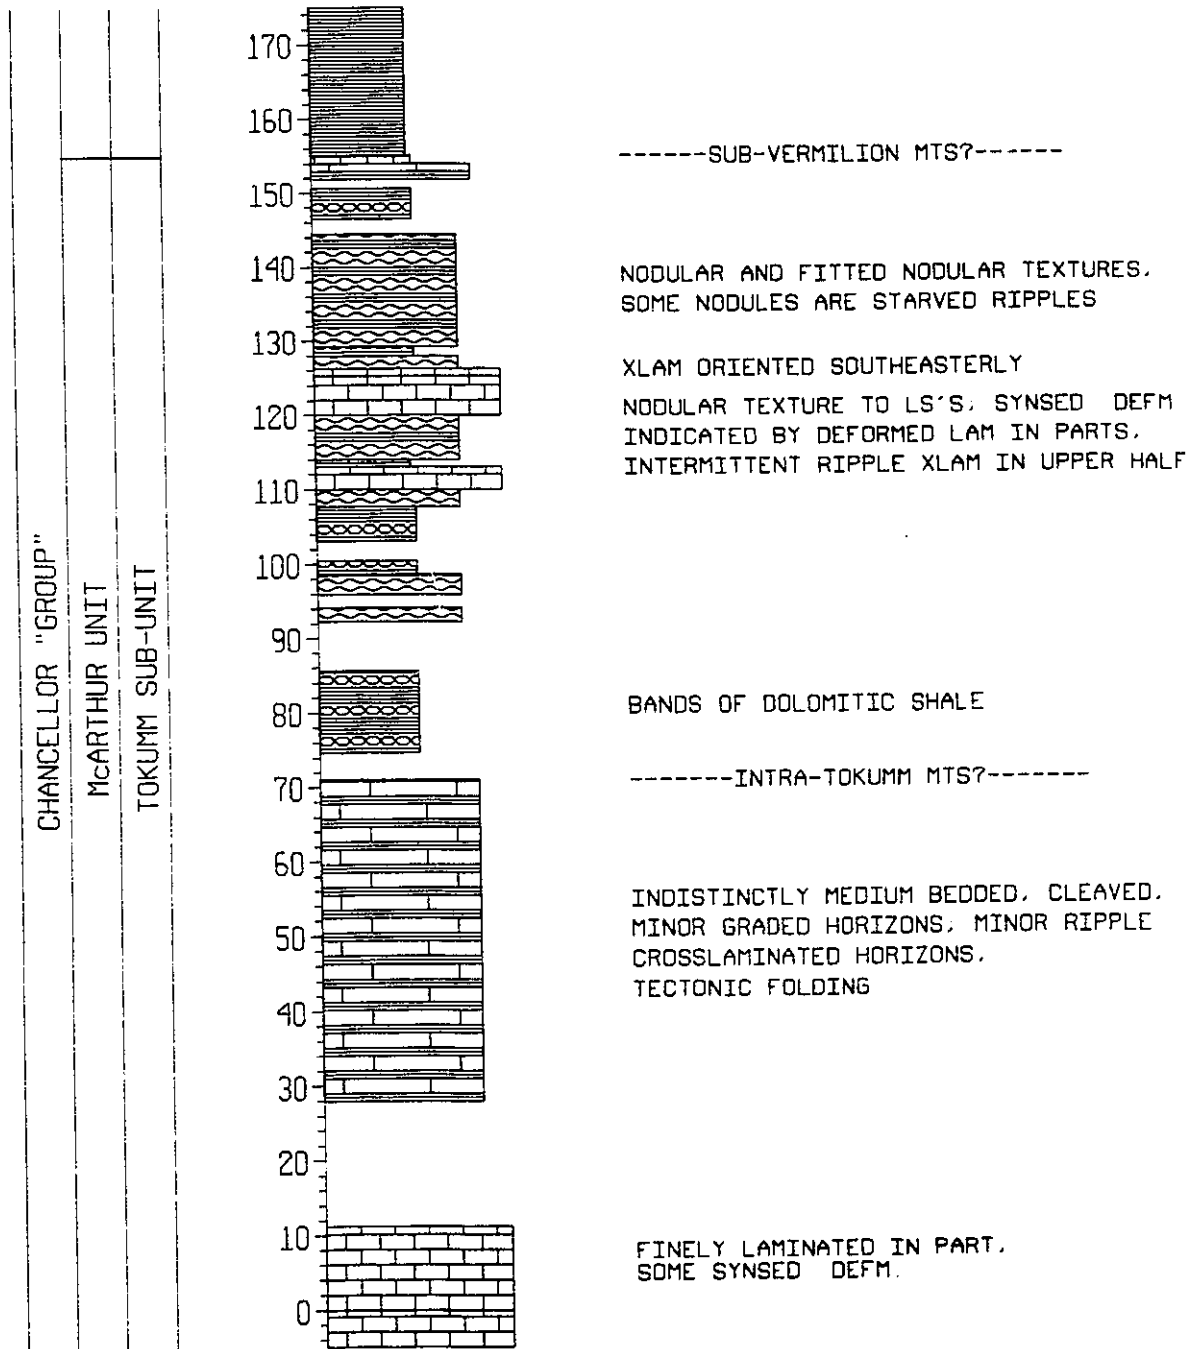 CHANCELLOR "GROUP"
McARTHUR UNIT
TOKUMM SUB-UNIT
170
160
150
140
130
120
110
100
90
80
70
60
50
40
30
20
10
0
------SUB-VERMILION MTS?------
NODULAR AND FITTED NODULAR TEXTURES.
SOME NODULES ARE STARVED RIPPLES
XLAM ORIENTED SOUTHEASTERLY
NODULAR TEXTURE TO LS'S; SYNSED DEFM
INDICATED BY DEFORMED LAM IN PARTS.
INTERMITTENT RIPPLE XLAM IN UPPER HALF
BANDS OF DOLOMITIC SHALE
-------INTRA-TOKUMM MTS?-------
INDISTINCTLY MEDIUM BEDDED, CLEAVED.
MINOR GRADED HORIZONS; MINOR RIPPLE
CROSSLAMINATED HORIZONS.
TECTONIC FOLDING
FINELY LAMINATED IN PART.
SOME SYNSED DEFM.